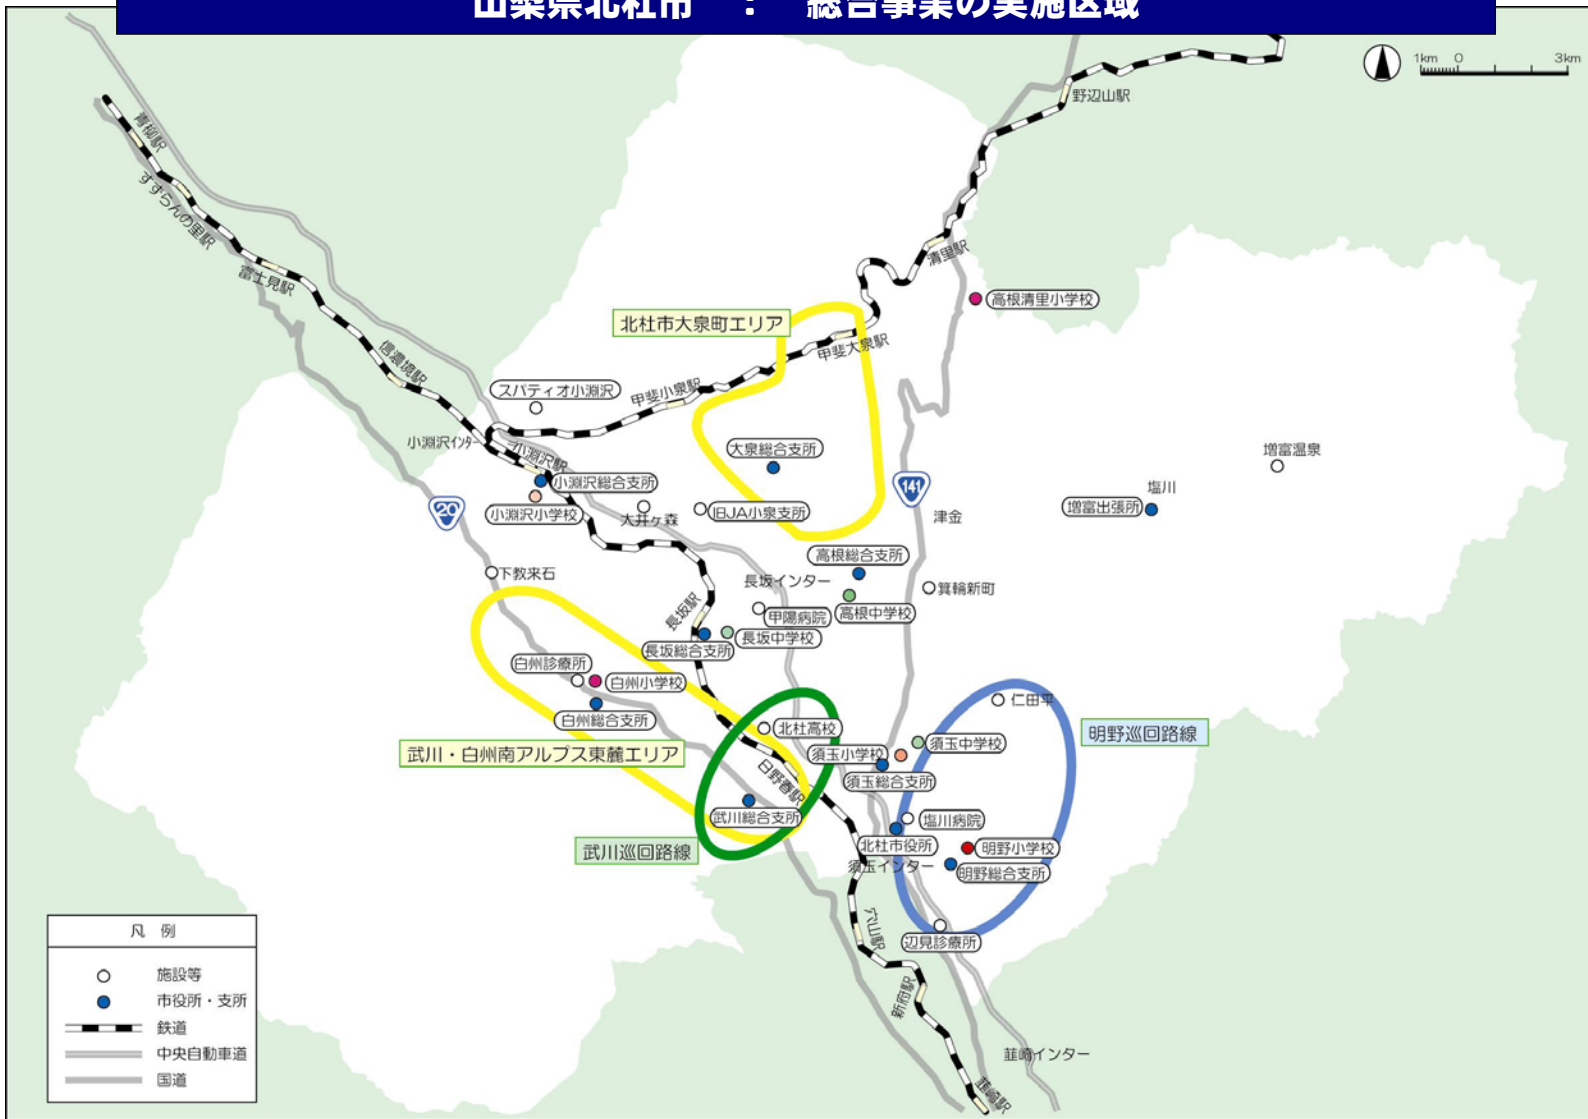 山梨県北杜市　：　総合事業の実施区域
1km 0 3km
野辺山駅
青柳駅
すずらんの里駅
富士見駅
清里駅
高根清里小学校
北杜市大泉町エリア
甲斐大泉駅
信濃境駅
スパティオ小淵沢
甲斐小泉駅
小淵沢インター
小淵沢駅
大泉総合支所
増富温泉
小淵沢総合支所
141
塩川
20
小淵沢小学校
大井ヶ森
旧JA小泉支所
津金
増富出張所
高根総合支所
下教来石
長坂インター
箕輪新町
長坂駅
甲陽病院
高根中学校
長坂総合支所
長坂中学校
白州診療所
白州小学校
仁田平
白州総合支所
北杜高校
明野巡回路線
武川・白州南アルプス東麓エリア
須玉小学校
須玉中学校
日野春駅
須玉総合支所
武川総合支所
塩川病院
武川巡回路線
北杜市役所
明野小学校
須玉インター
明野総合支所
穴山駅
辺見診療所
新府駅
韮崎インター
韮崎駅
凡 例
施設等
市役所・支所
鉄道
中央自動車道
国道